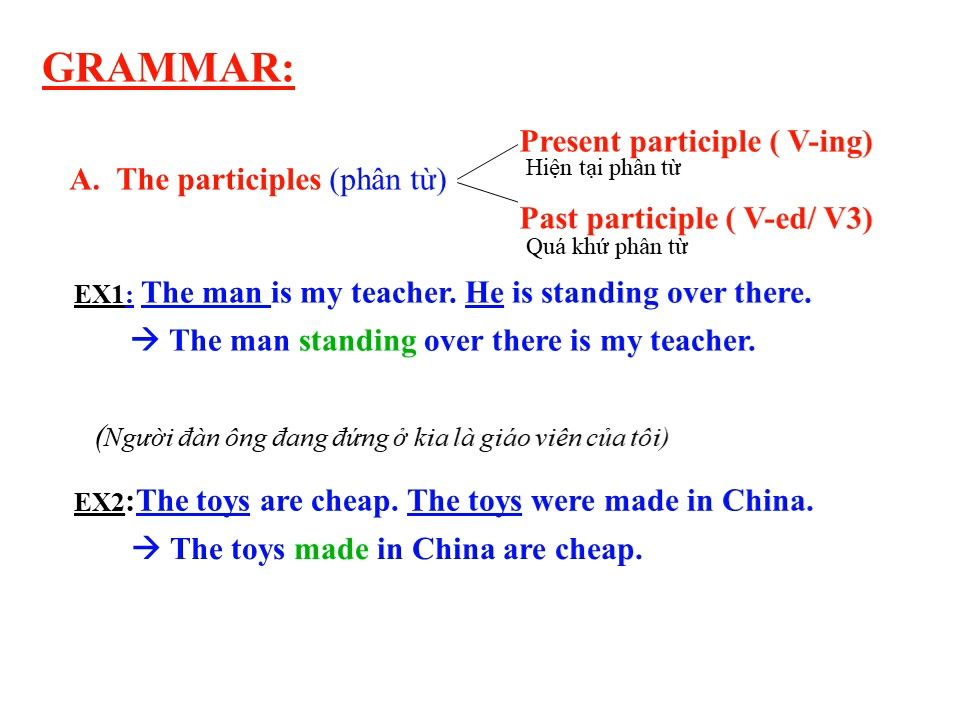 GRAMMAR:
Present participle ( V-ing)
Hiện tại phân từ
A. The participles (phân từ)
Past participle ( V-ed/ V3)
Quá khứ phân từ
EX1: The man is my teacher. He is standing over there.
→ The man standing over there is my teacher.
(Người đàn ông đang đứng ở kia là giáo viên của tôi)
EX2:The toys are cheap. The toys were made in China.
→ The toys made in China are cheap.